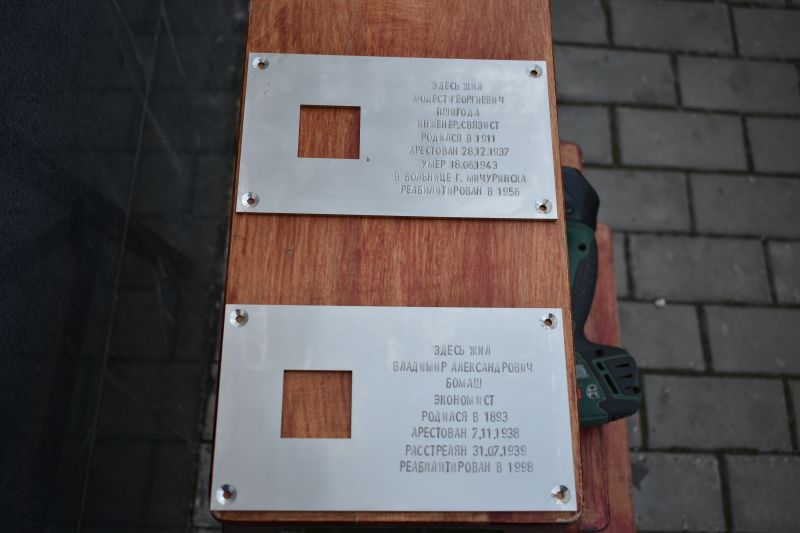 ЗДЕСЬ ЖИЛ
МОДЕСТ ГЕОРГИЕВИЧ
ПШИГОДА
ИНЖЕНЕР-СВЯЗИСТ
РОДИЛСЯ В 1911
АРЕСТОВАН 28.12.1937
УМЕР 18.06.1943
В БОЛЬНИЦЕ Г. МИЧУРИНСКА
РЕАБИЛИТИРОВАН В 1956
ЗДЕСЬ ЖИЛ
ВЛАДИМИР АЛЕКСАНДРОВИЧ
БОМАШ
ЭКОНОМИСТ
РОДИЛСЯ В 1893
АРЕСТОВАН 7.11.1938
РАССТРЕЛЯН 31.07.1939
РЕАБИЛИТИРОВАН В 1998